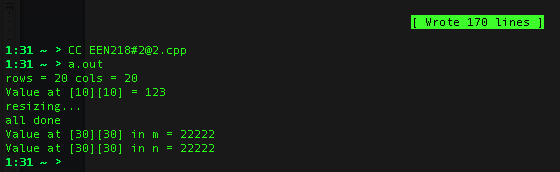 [ Wrote 170 lines ]
1:31 ~ > CC EEN218#2@2.cpp
1:31 ~ > a.out
rows = 20 cols = 20
Value at [10][10] = 123
resizing...
all done
Value at [30][30] in m = 22222
Value at [30][30] in n = 22222
1:31 ~ >